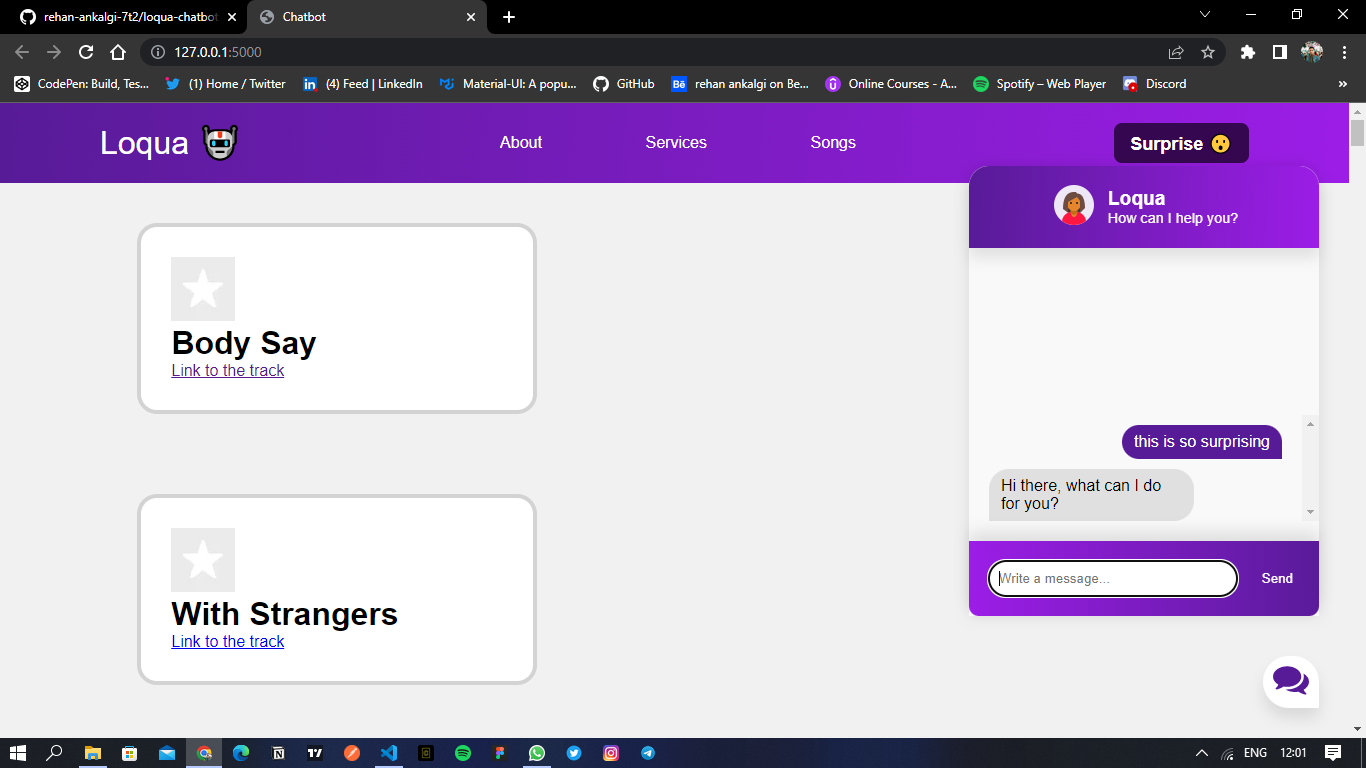 rehan-ankalgi-7t2/loqua-chatbot
Chatbot
127.0.0.1:5000
CodePen: Build, Tes...
(1) Home / Twitter
(4) Feed | LinkedIn
Material-UI: A popu...
GitHub
rehan ankalgi on Be...
Online Courses - A...
Spotify – Web Player
Discord
Loqua
About
Services
Songs
Surprise 😮
Loqua
How can I help you?
Body Say
Link to the track
this is so surprising
Hi there, what can I do
for you?
With Strangers
Link to the track
Write a message...
Send
ENG
12:01